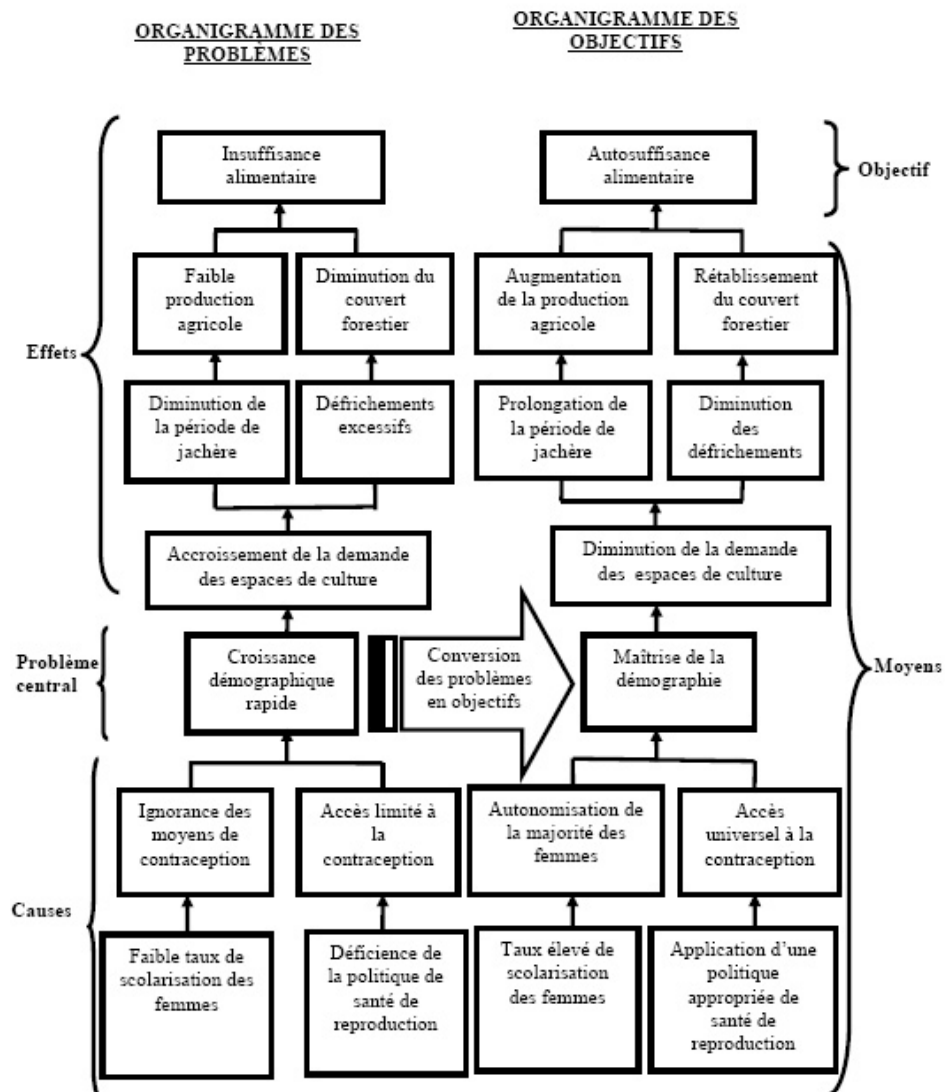 ORGANIGRAMME DES
PROBLÈMES
ORGANIGRAMME DES
OBJECTIFS
Insuffisance
alimentaire
Autosuffisance
alimentaire
Objectif
Faible
production
agricole
Diminution du
couvert
forestier
Augmentation
de la production
agricole
Rétablissement
du couvert
forestier
Effets
Diminution de
la période de
jachère
Défrichements
excessifs
Prolongation de
la période de
jachère
Diminution
des
défrichements
Accroissement de la demande
des espaces de culture
Diminution de la demande
des espaces de culture
Problème
central
Croissance
démographique
rapide
Conversion
des problèmes
en objectifs
Maîtrise de la
démographie
Moyens
Ignorance des
moyens de
contraception
Accès limité à
la
contraception
Autonomisation de
la majorité des
femmes
Accès
universel à la
contraception
Causes
Faible taux de
scolarisation des
femmes
Déficience de
la politique de
santé de
reproduction
Taux élevé de
scolarisation
des femmes
Application d’une
politique
appropriée de
santé de
reproduction